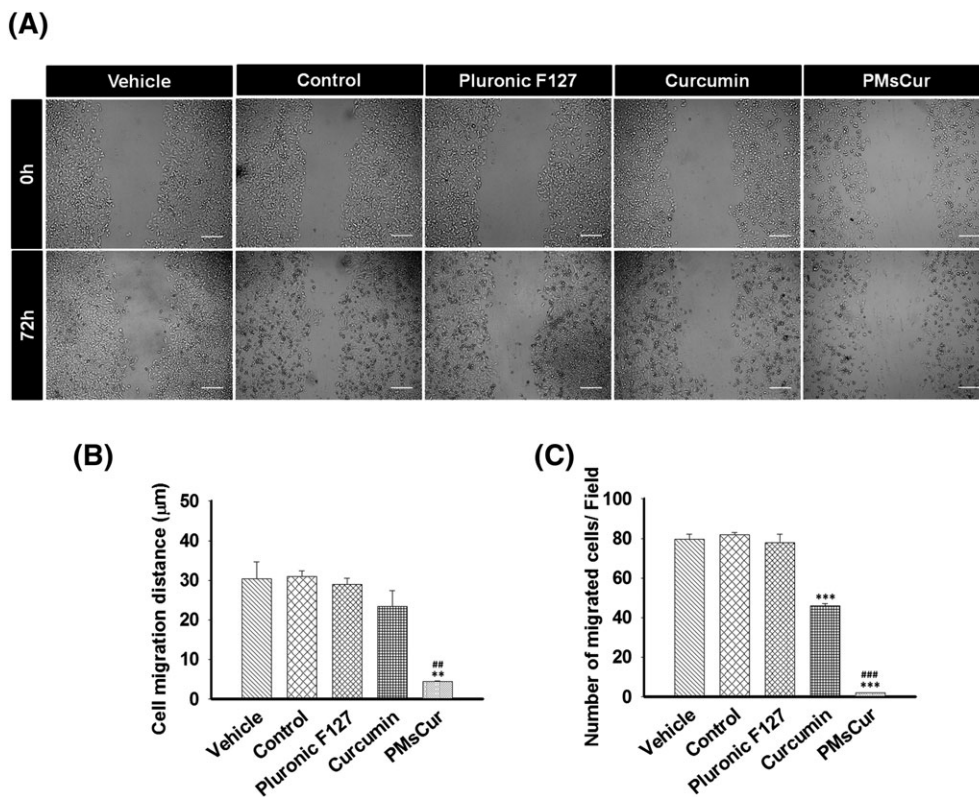 (A)
Vehicle Control Pluronic F127 Curcumin PMsCur
0h
72h
(B)
Cell migration distance (μm)
50
40
30
20
10
0
##
**
Vehicle
Control
Pluronic F127
Curcumin
PMsCur
(C)
Number of migrated cells/ Field
100
80
60
40
20
0
***
###
***
Vehicle
Control
Pluronic F127
Curcumin
PMsCur